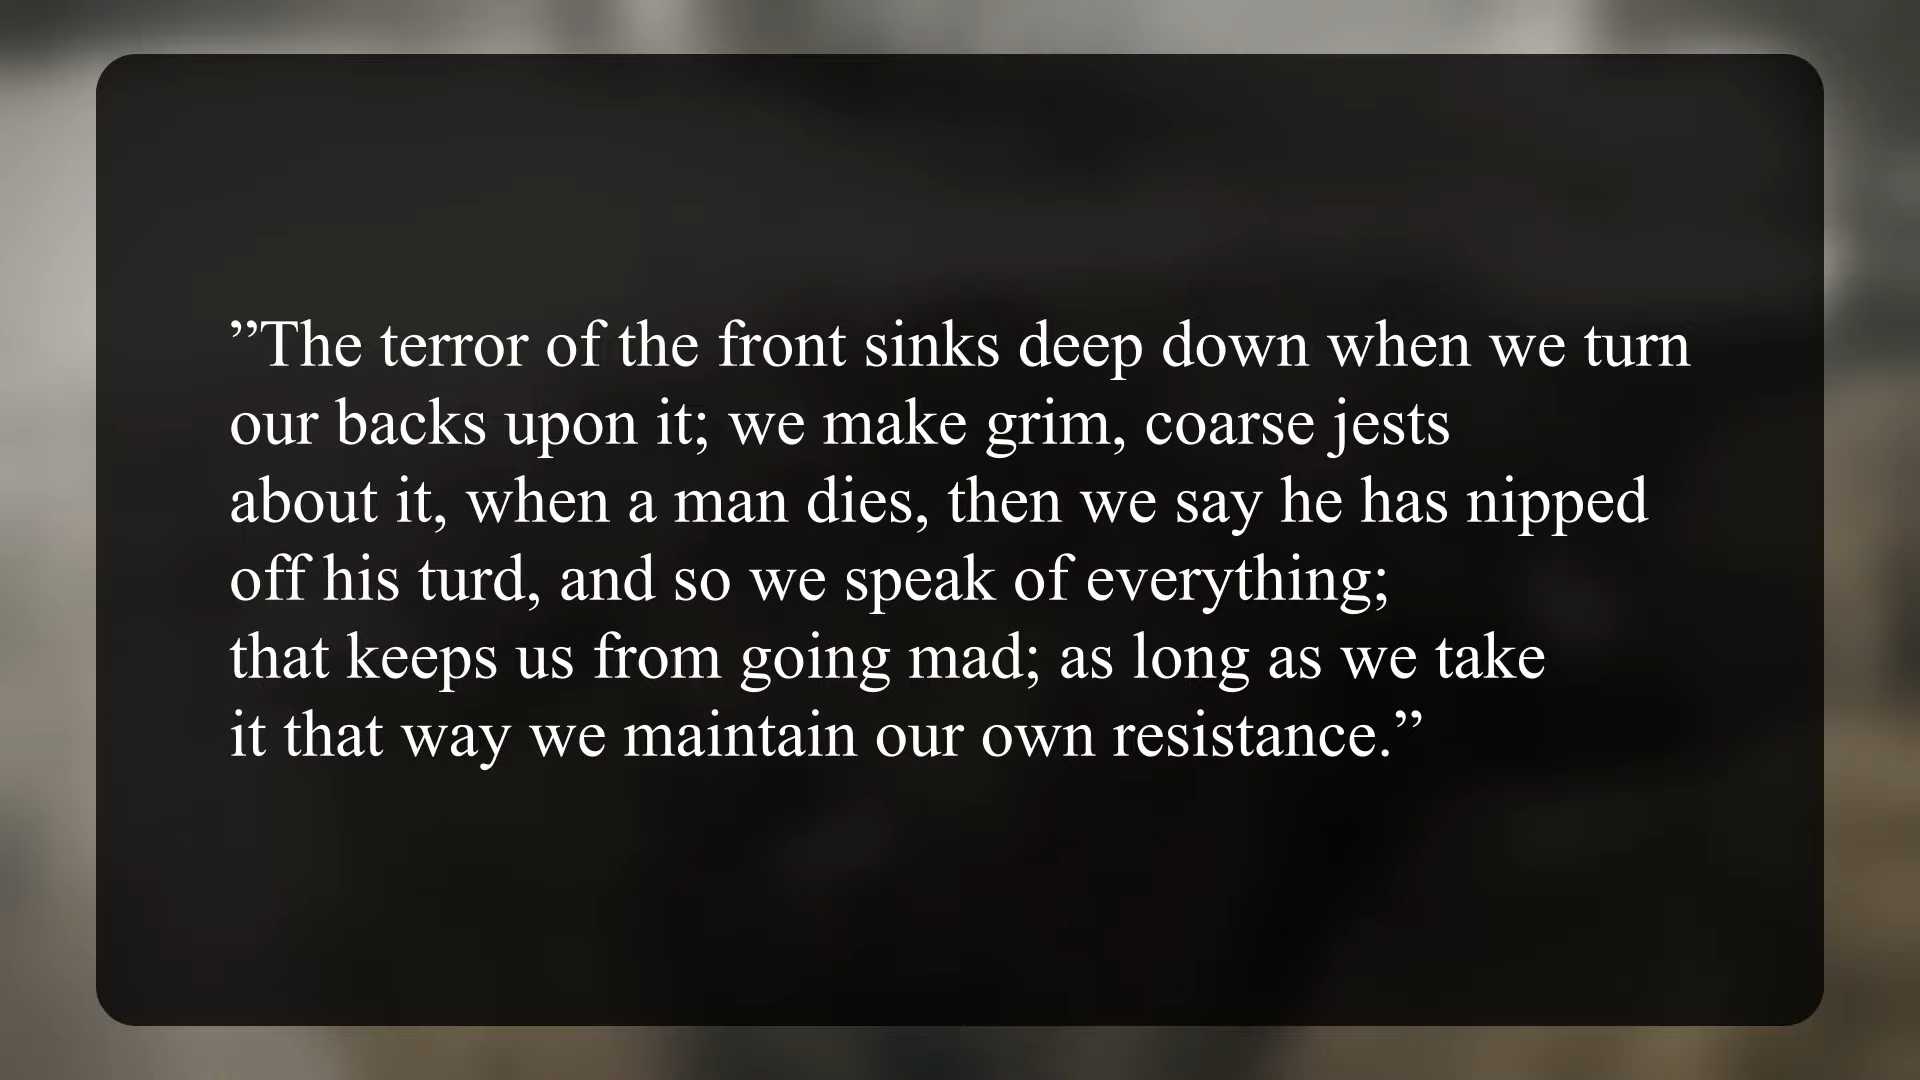 ”The terror of the front sinks deep down when we turn
our backs upon it; we make grim, coarse jests
about it, when a man dies, then we say he has nipped
off his turd, and so we speak of everything;
that keeps us from going mad; as long as we take
it that way we maintain our own resistance.”